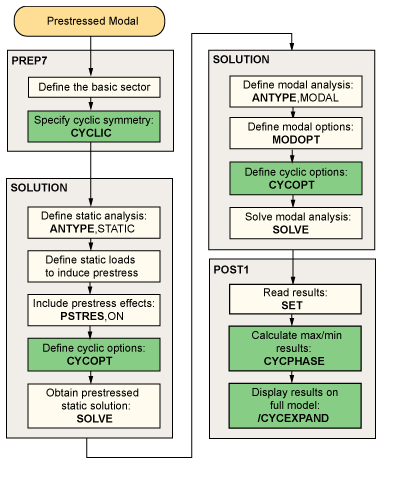 Prestressed Modal
PREP7
Define the basic sector
Specify cyclic symmetry:
CYCLIC
SOLUTION
Define static analysis:
ANTYPE,STATIC
Define static loads
to induce prestress
Include prestress effects:
PSTRES,ON
Define cyclic options:
CYCOPT
Obtain prestressed
static solution:
SOLVE
SOLUTION
Define modal analysis:
ANTYPE,MODAL
Define modal options:
MODOPT
Define cyclic options:
CYCOPT
Solve modal analysis:
SOLVE
POST1
Read results:
SET
Calculate max/min
results:
CYCPHASE
Display results on
full model:
/CYCEXPAND